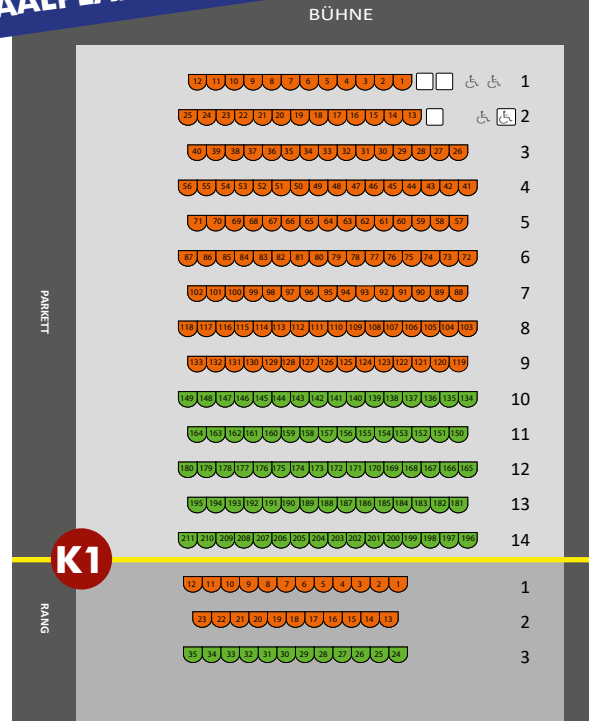 BÜHNE
12 11 10 9 8 7 6 5 4 3 2 1 1
25 24 23 22 21 20 19 18 17 16 15 14 13 2
40 39 38 37 36 35 34 33 32 31 30 29 28 27 26 3
56 55 54 53 52 51 50 49 48 47 46 45 44 43 42 41 4
71 70 69 68 67 66 65 64 63 62 61 60 59 58 57 5
87 86 85 84 83 82 81 80 79 78 77 76 75 74 73 72 6
PARKETT
102 101 100 99 98 97 96 95 94 93 92 91 90 89 88 7
118 117 116 115 114 113 112 111 110 109 108 107 106 105 104 103 8
133 132 131 130 129 128 127 126 125 124 123 122 121 120 119 9
149 148 147 146 145 144 143 142 141 140 139 138 137 136 135 134 10
164 163 162 161 160 159 158 157 156 155 154 153 152 151 150 11
180 179 178 177 176 175 174 173 172 171 170 169 168 167 166 165 12
195 194 193 192 191 190 189 188 187 186 185 184 183 182 181 13
211 210 209 208 207 206 205 204 203 202 201 200 199 198 197 196 14
K1
12 11 10 9 8 7 6 5 4 3 2 1 1
RANG
23 22 21 20 19 18 17 16 15 14 13 2
35 34 33 32 31 30 29 28 27 26 25 24 3